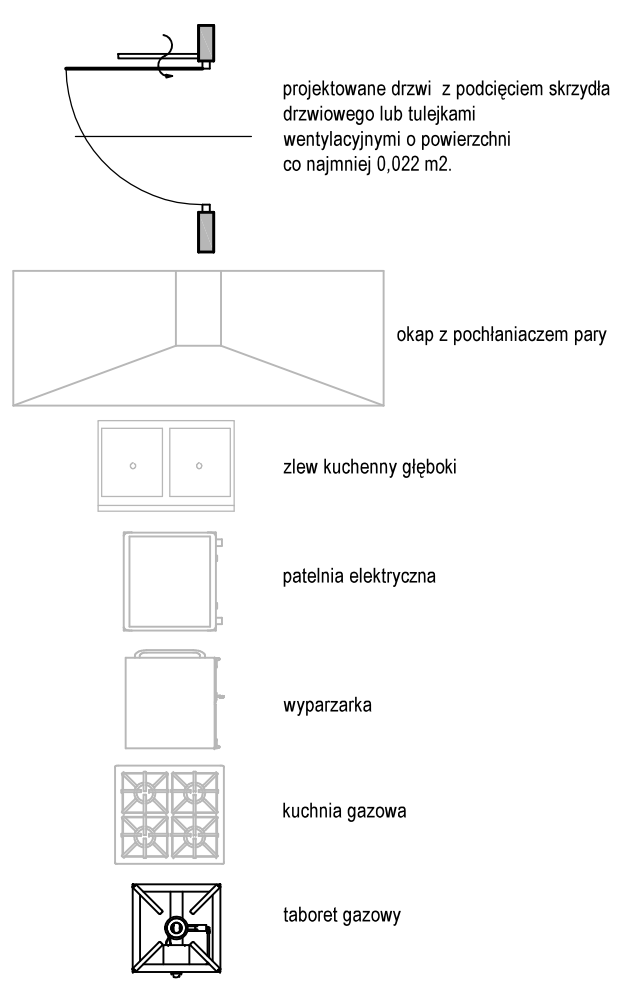 projektowane drzwi z podcięciem skrzydła
drzwiowego lub tulejkami
wentylacyjnymi o powierzchni
co najmniej 0,022 m2.
okap z pochłaniaczem pary
zlew kuchenny głęboki
patelnia elektryczna
wyparzarka
kuchnia gazowa
taboret gazowy